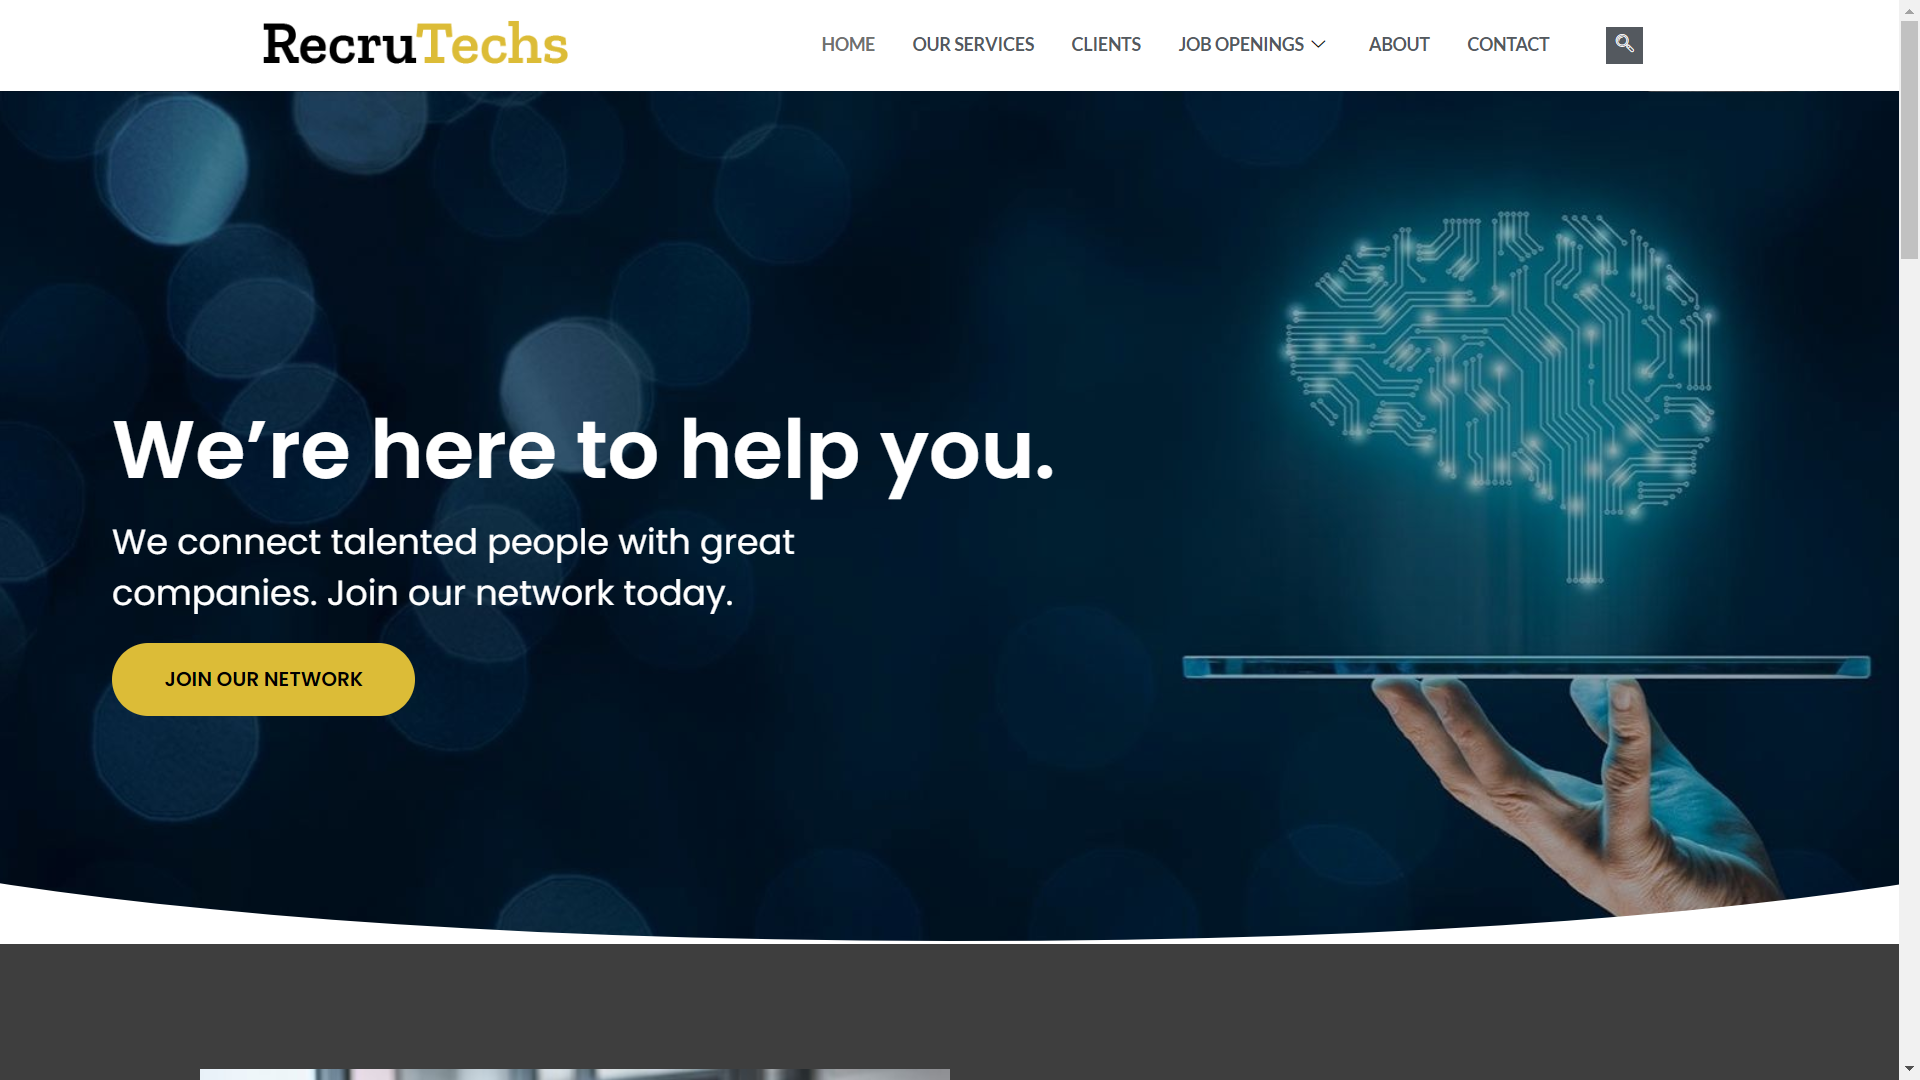 RecruTechs
HOME
OUR SERVICES
CLIENTS
JOB OPENINGS
ABOUT
CONTACT
We’re here to help you.
We connect talented people with great
companies. Join our network today.
JOIN OUR NETWORK